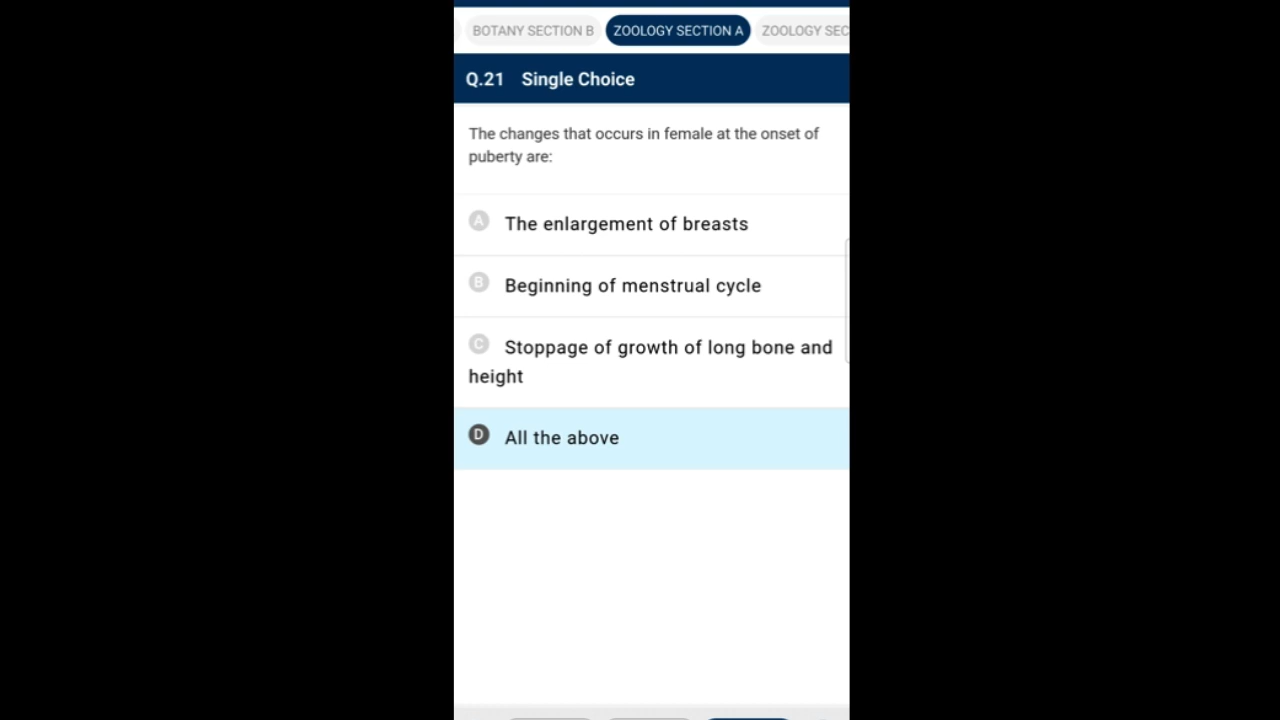 BOTANY SECTION B ZOOLOGY SECTION A ZOOLOGY SEC
Q.21 Single Choice
The changes that occurs in female at the onset of
puberty are:
A The enlargement of breasts
B Beginning of menstrual cycle
C Stoppage of growth of long bone and
height
D All the above